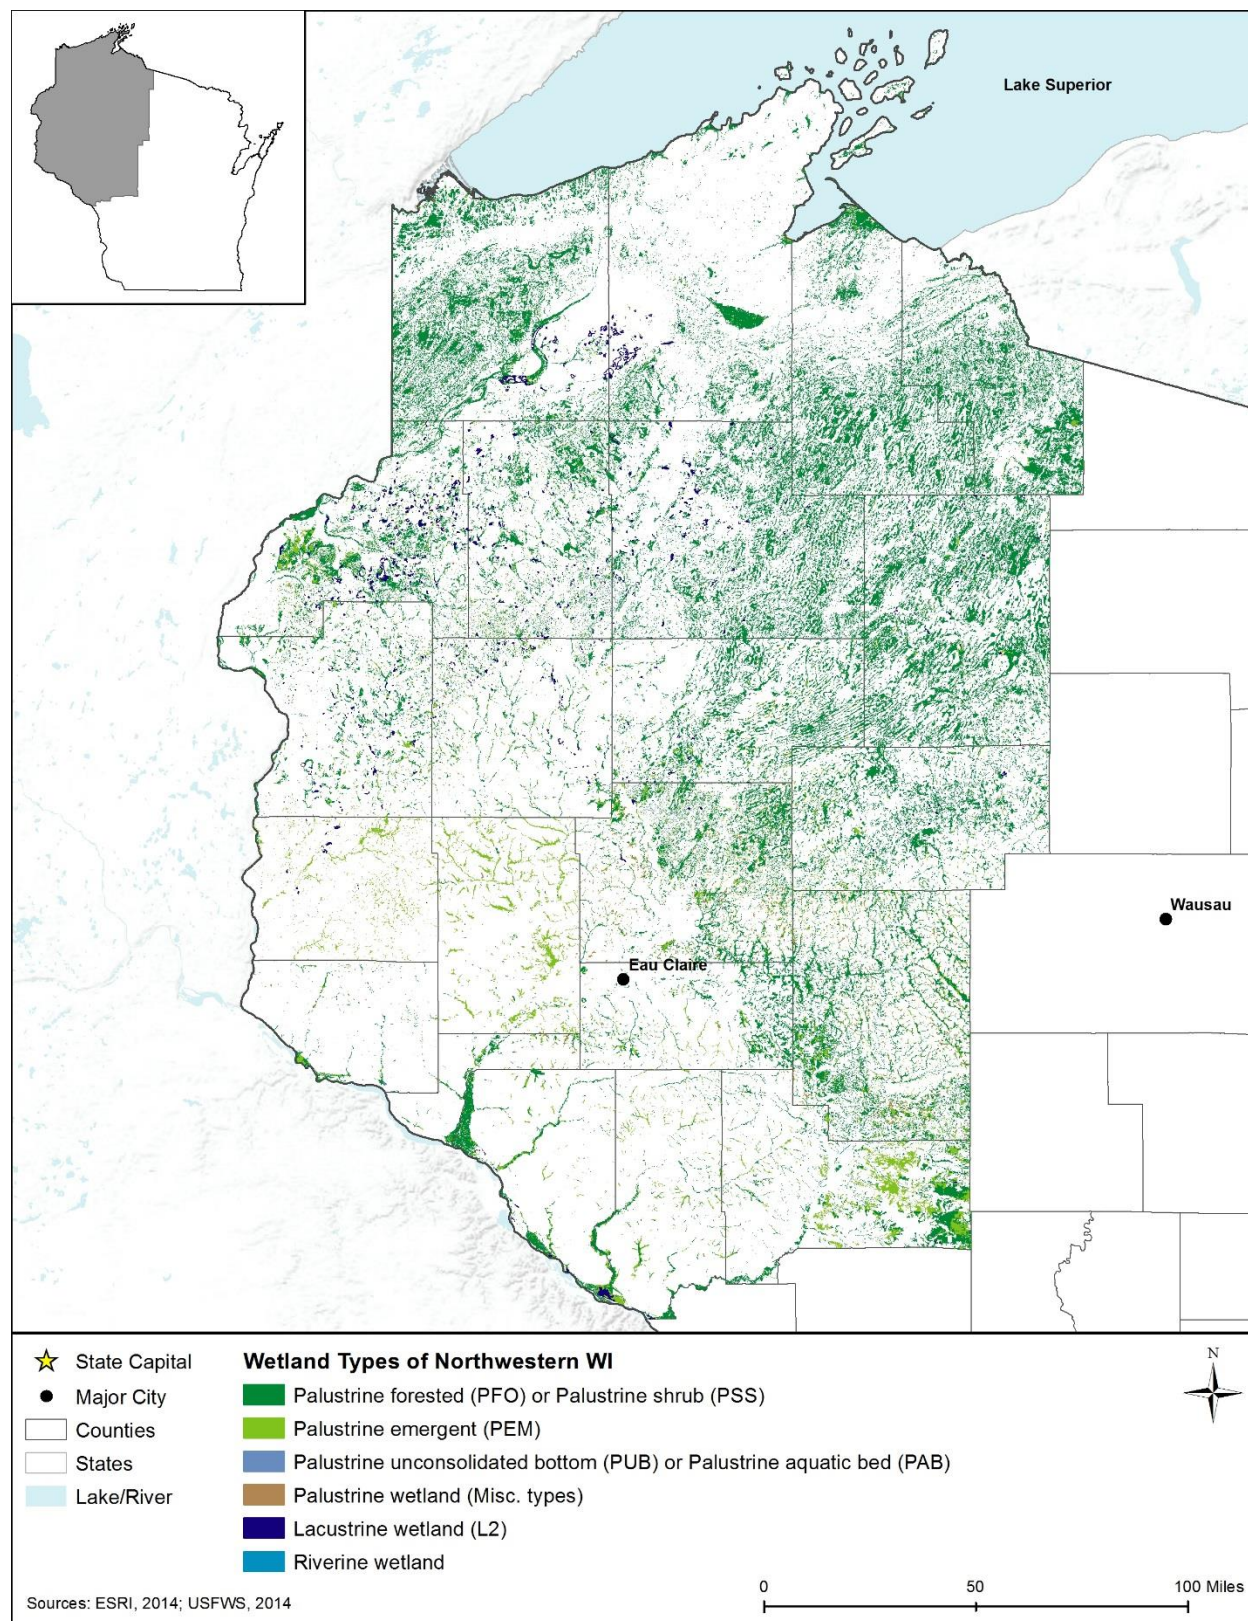 Lake Superior
Wausau
Eau Claire
State Capital
Major City
Counties
States
Lake/River
Wetland Types of Northwestern WI
Palustrine forested (PFO) or Palustrine shrub (PSS)
Palustrine emergent (PEM)
Palustrine unconsolidated bottom (PUB) or Palustrine aquatic bed (PAB)
Palustrine wetland (Misc. types)
Lacustrine wetland (L2)
Riverine wetland
N
0 50 100 Miles
Sources: ESRI, 2014; USFWS, 2014